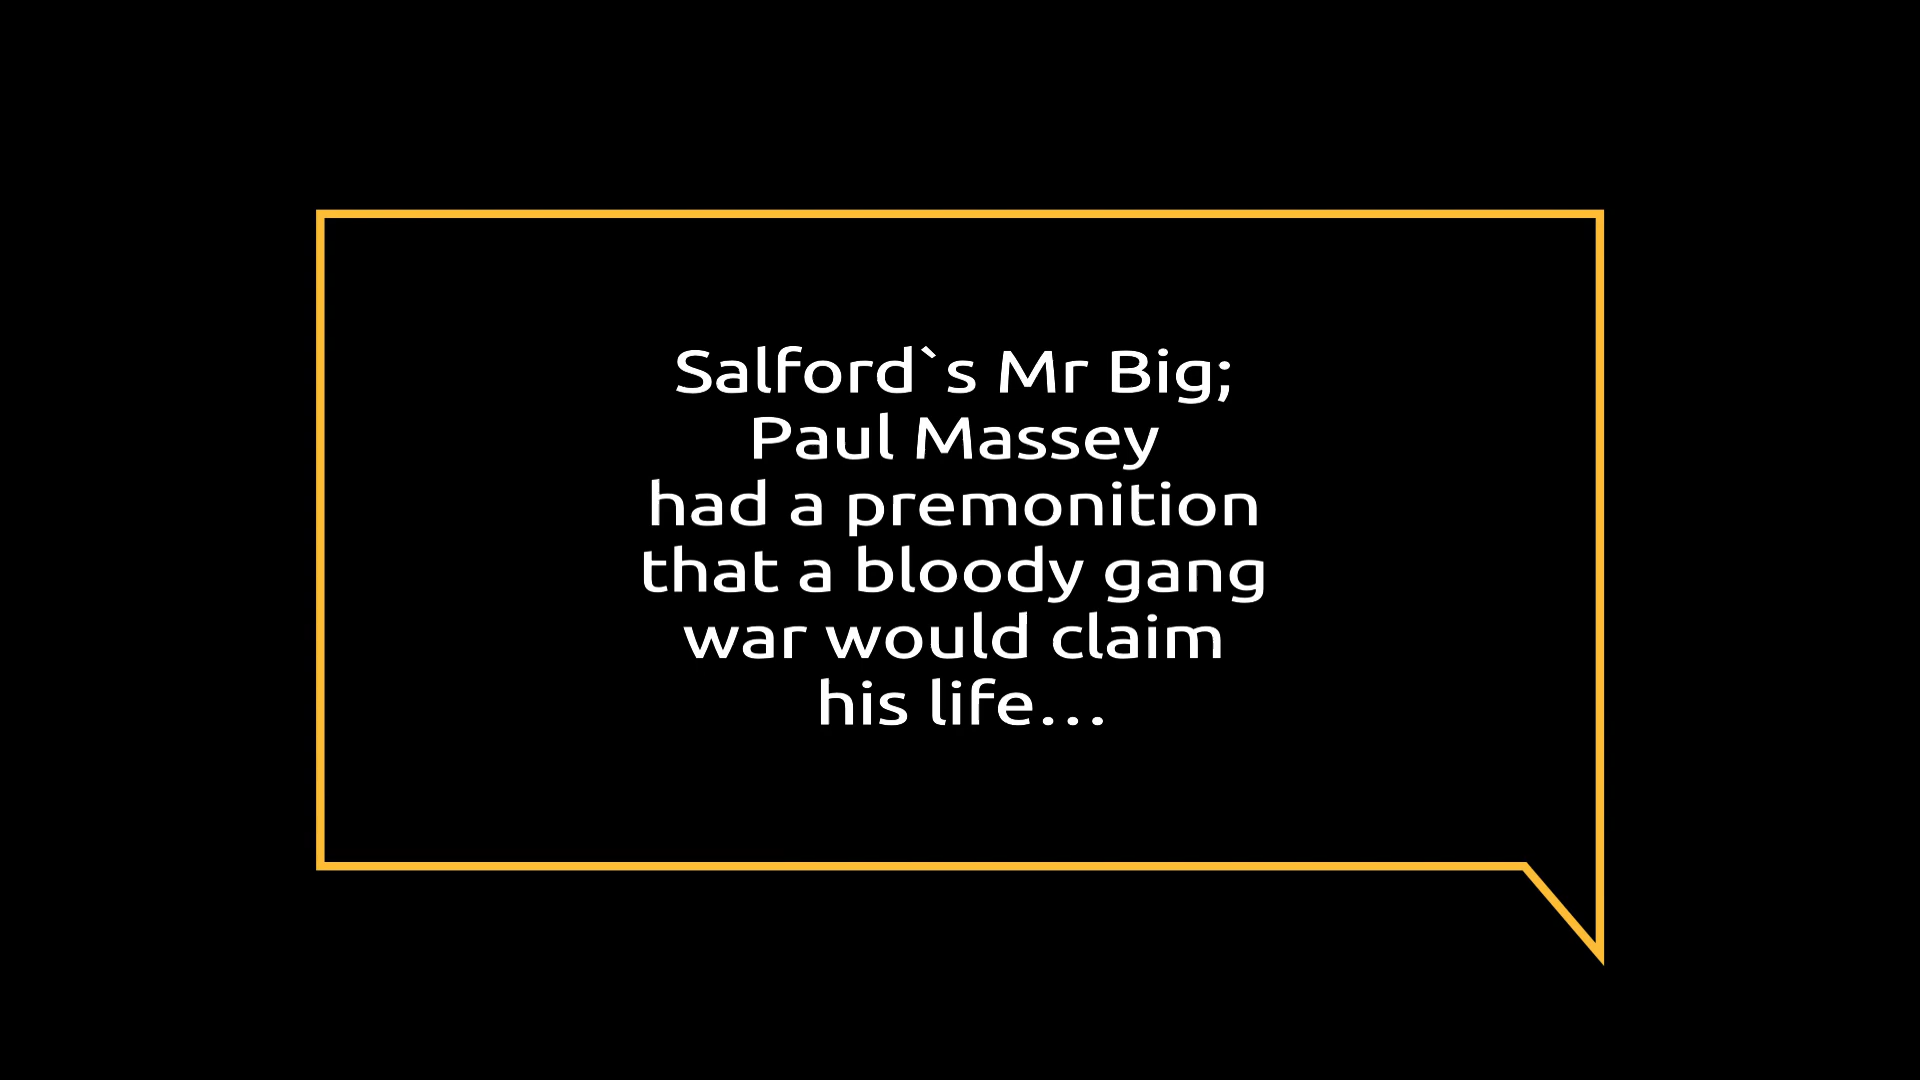 Salford`s Mr Big;
Paul Massey
had a premonition
that a bloody gang
war would claim
his life...